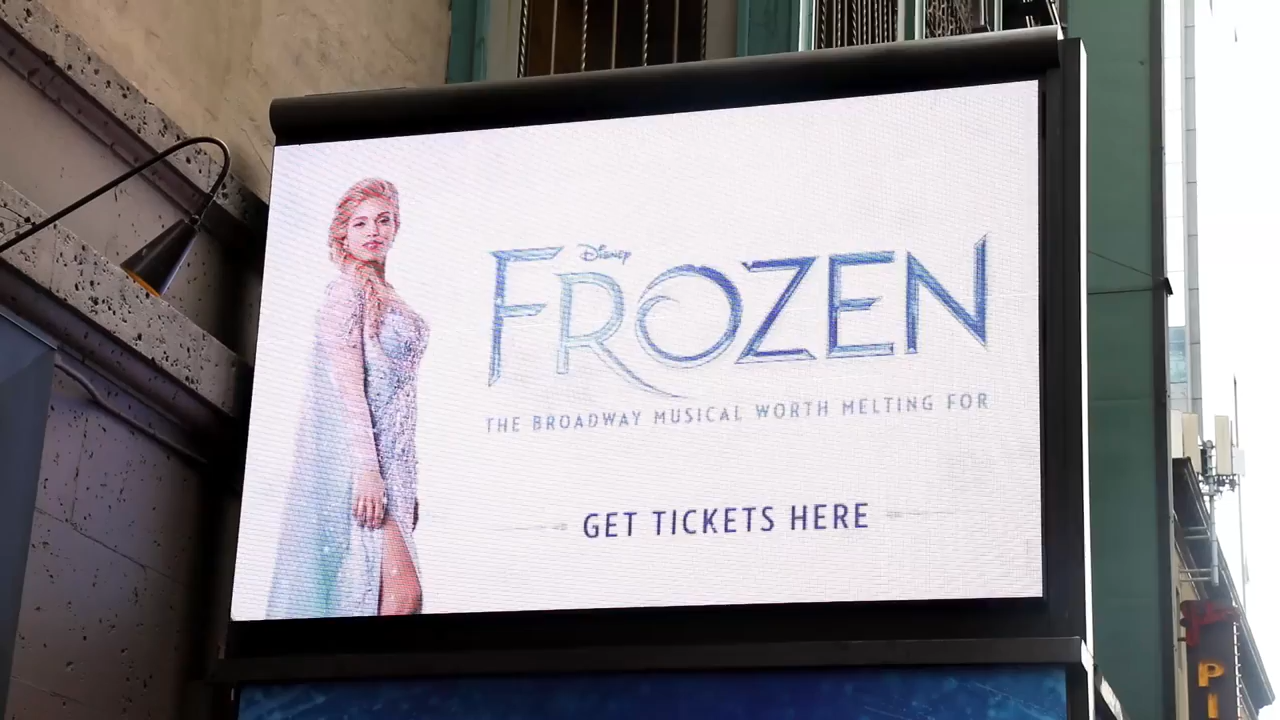 Disney
FROZEN
THE BROADWAY MUSICAL WORTH MELTING FOR
GET TICKETS HERE
P